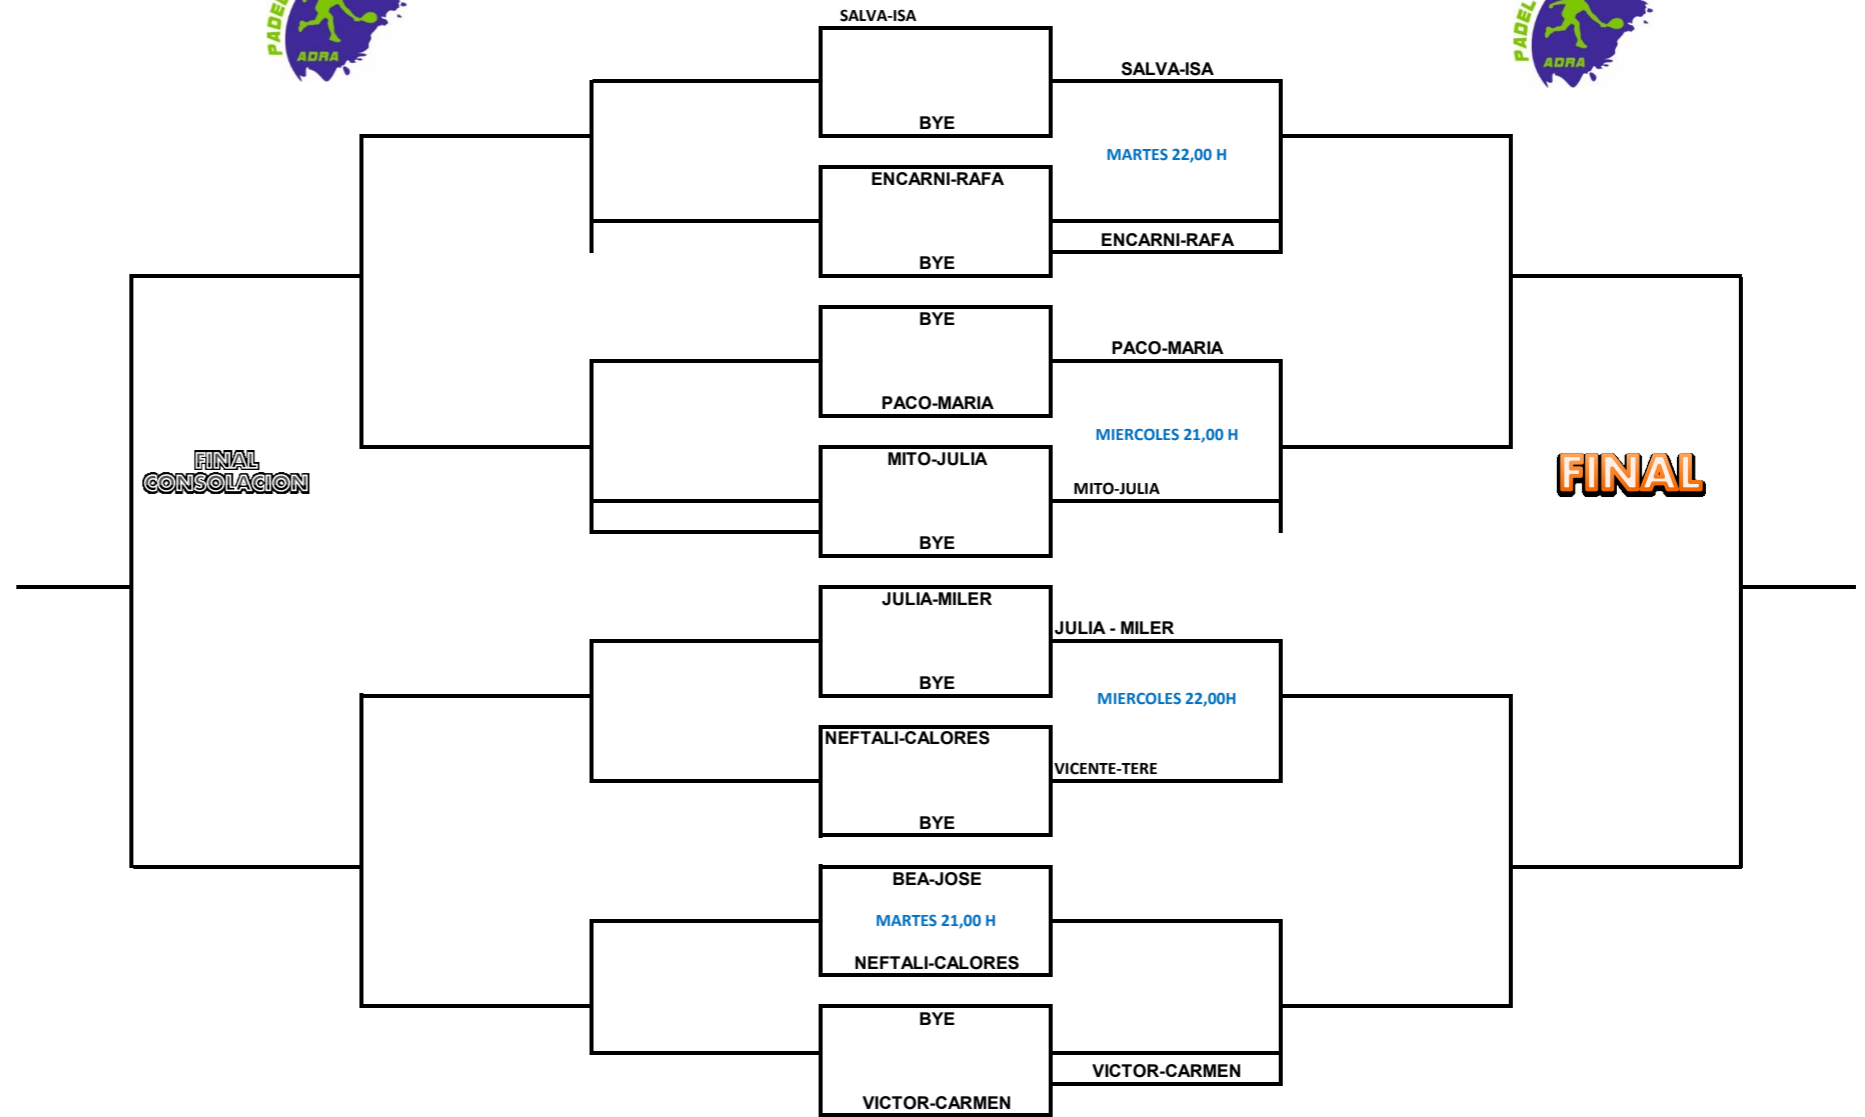 PADEL
ADRA
PADEL
ADRA
SALVA-ISA
SALVA-ISA
BYE
MARTES 22,00 H
ENCARNI-RAFA
ENCARNI-RAFA
BYE
BYE
PACO-MARIA
PACO-MARIA
MIERCOLES 21,00 H
MITO-JULIA
MITO-JULIA
BYE
FINAL
CONSOLACION
FINAL
JULIA-MILER
JULIA - MILER
BYE
MIERCOLES 22,00H
NEFTALI-CALORES
VICENTE-TERE
BYE
BEA-JOSE
MARTES 21,00 H
NEFTALI-CALORES
BYE
VICTOR-CARMEN
VICTOR-CARMEN